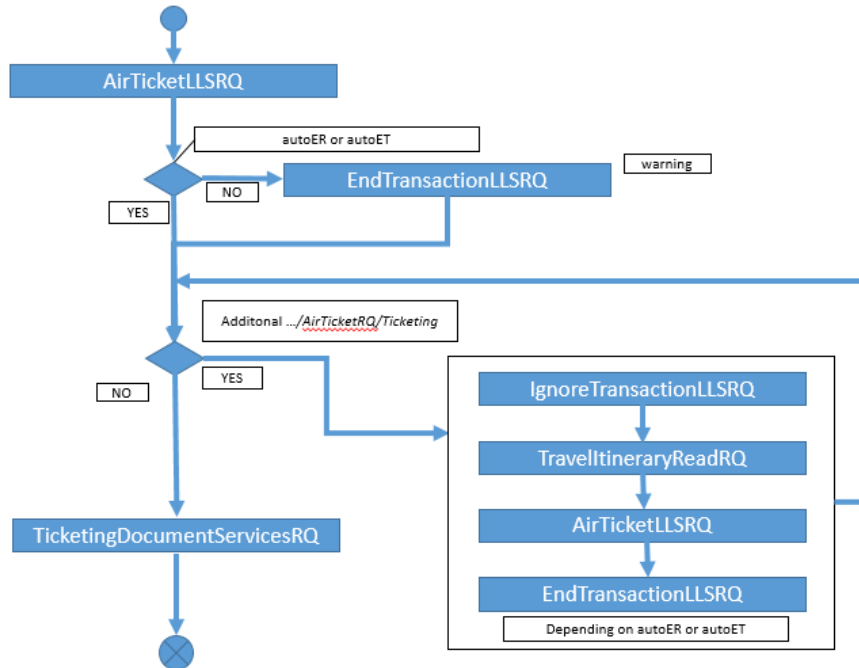 AirTicketLLSRQ
autoER or autoET
EndTransactionLLSRQ
warning
NO
YES
Additonal .../AirTicketRQ/Ticketing
YES
NO
IgnoreTransactionLLSRQ
TravelItineraryReadRQ
AirTicketLLSRQ
EndTransactionLLSRQ
Depending on autoER or autoET
TicketingDocumentServicesRQ